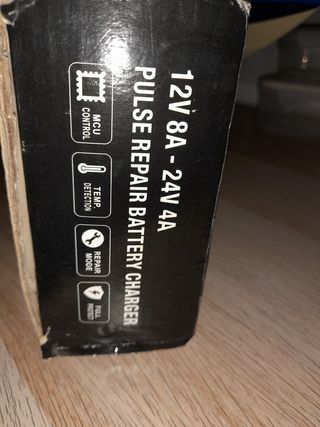 12V 8A - 24V 4A
PULSE REPAIR BATTERY CHARGER
MCU
CONTROL
TEMP.
DETECTION
REPAIR
MODE
FULL
PROTECT